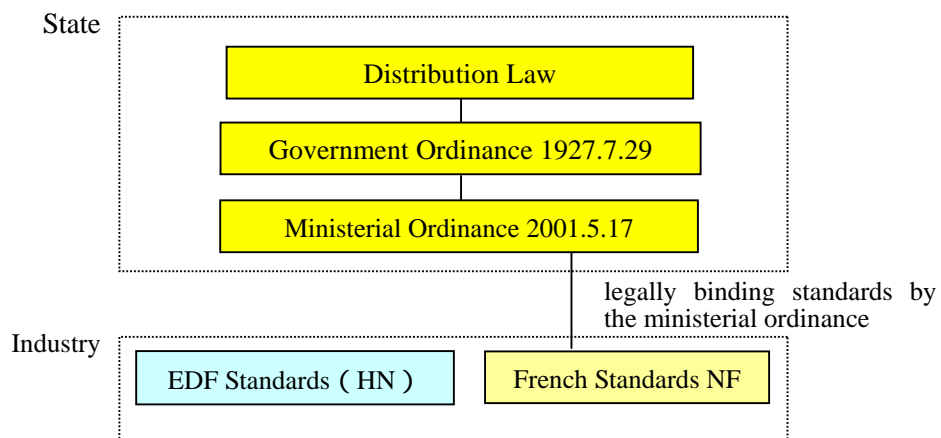 State
Distribution Law
Government Ordinance 1927.7.29
Ministerial Ordinance 2001.5.17
legally binding standards by
the ministerial ordinance
Industry
EDF Standards ( HN )
French Standards NF